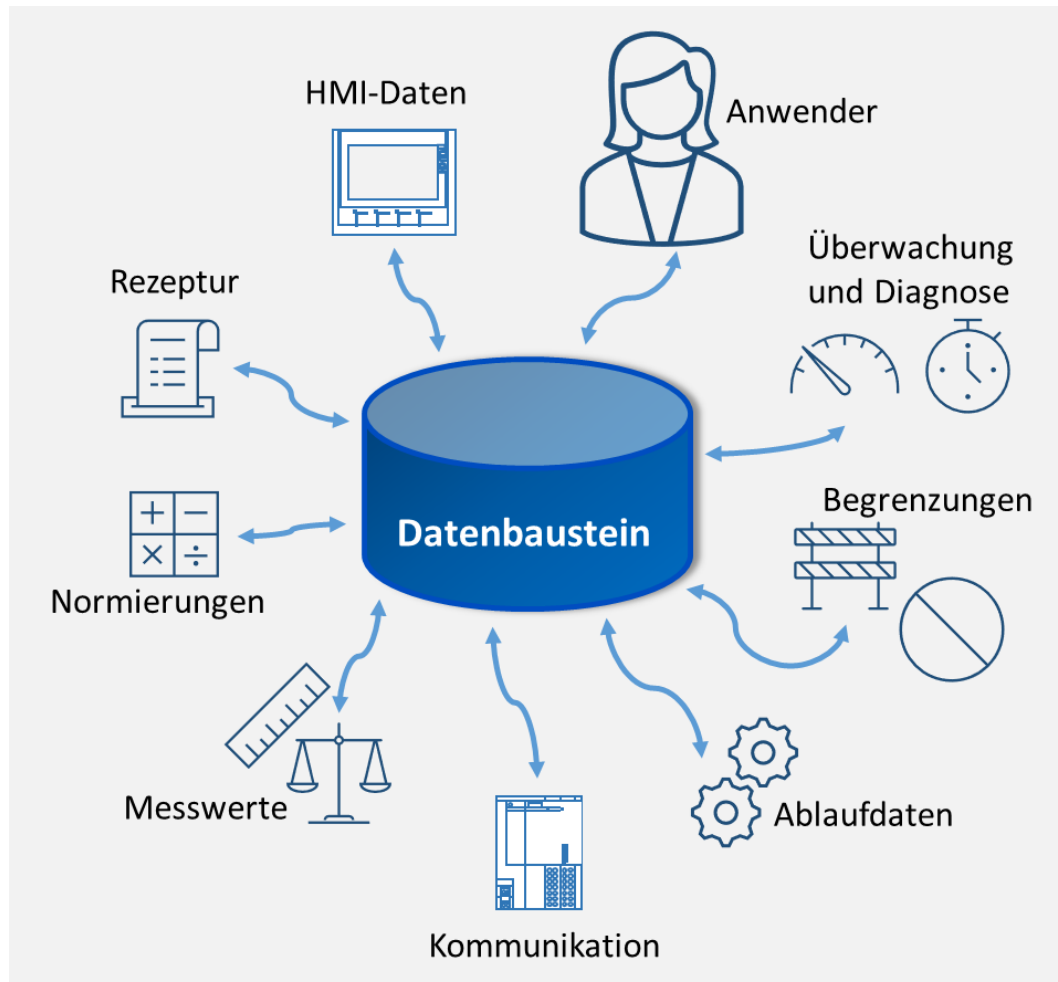 HMI-Daten
Anwender
Überwachung
und Diagnose
Rezeptur
Begrenzungen
Datenbaustein
Normierungen
Messwerte
Ablaufdaten
Kommunikation